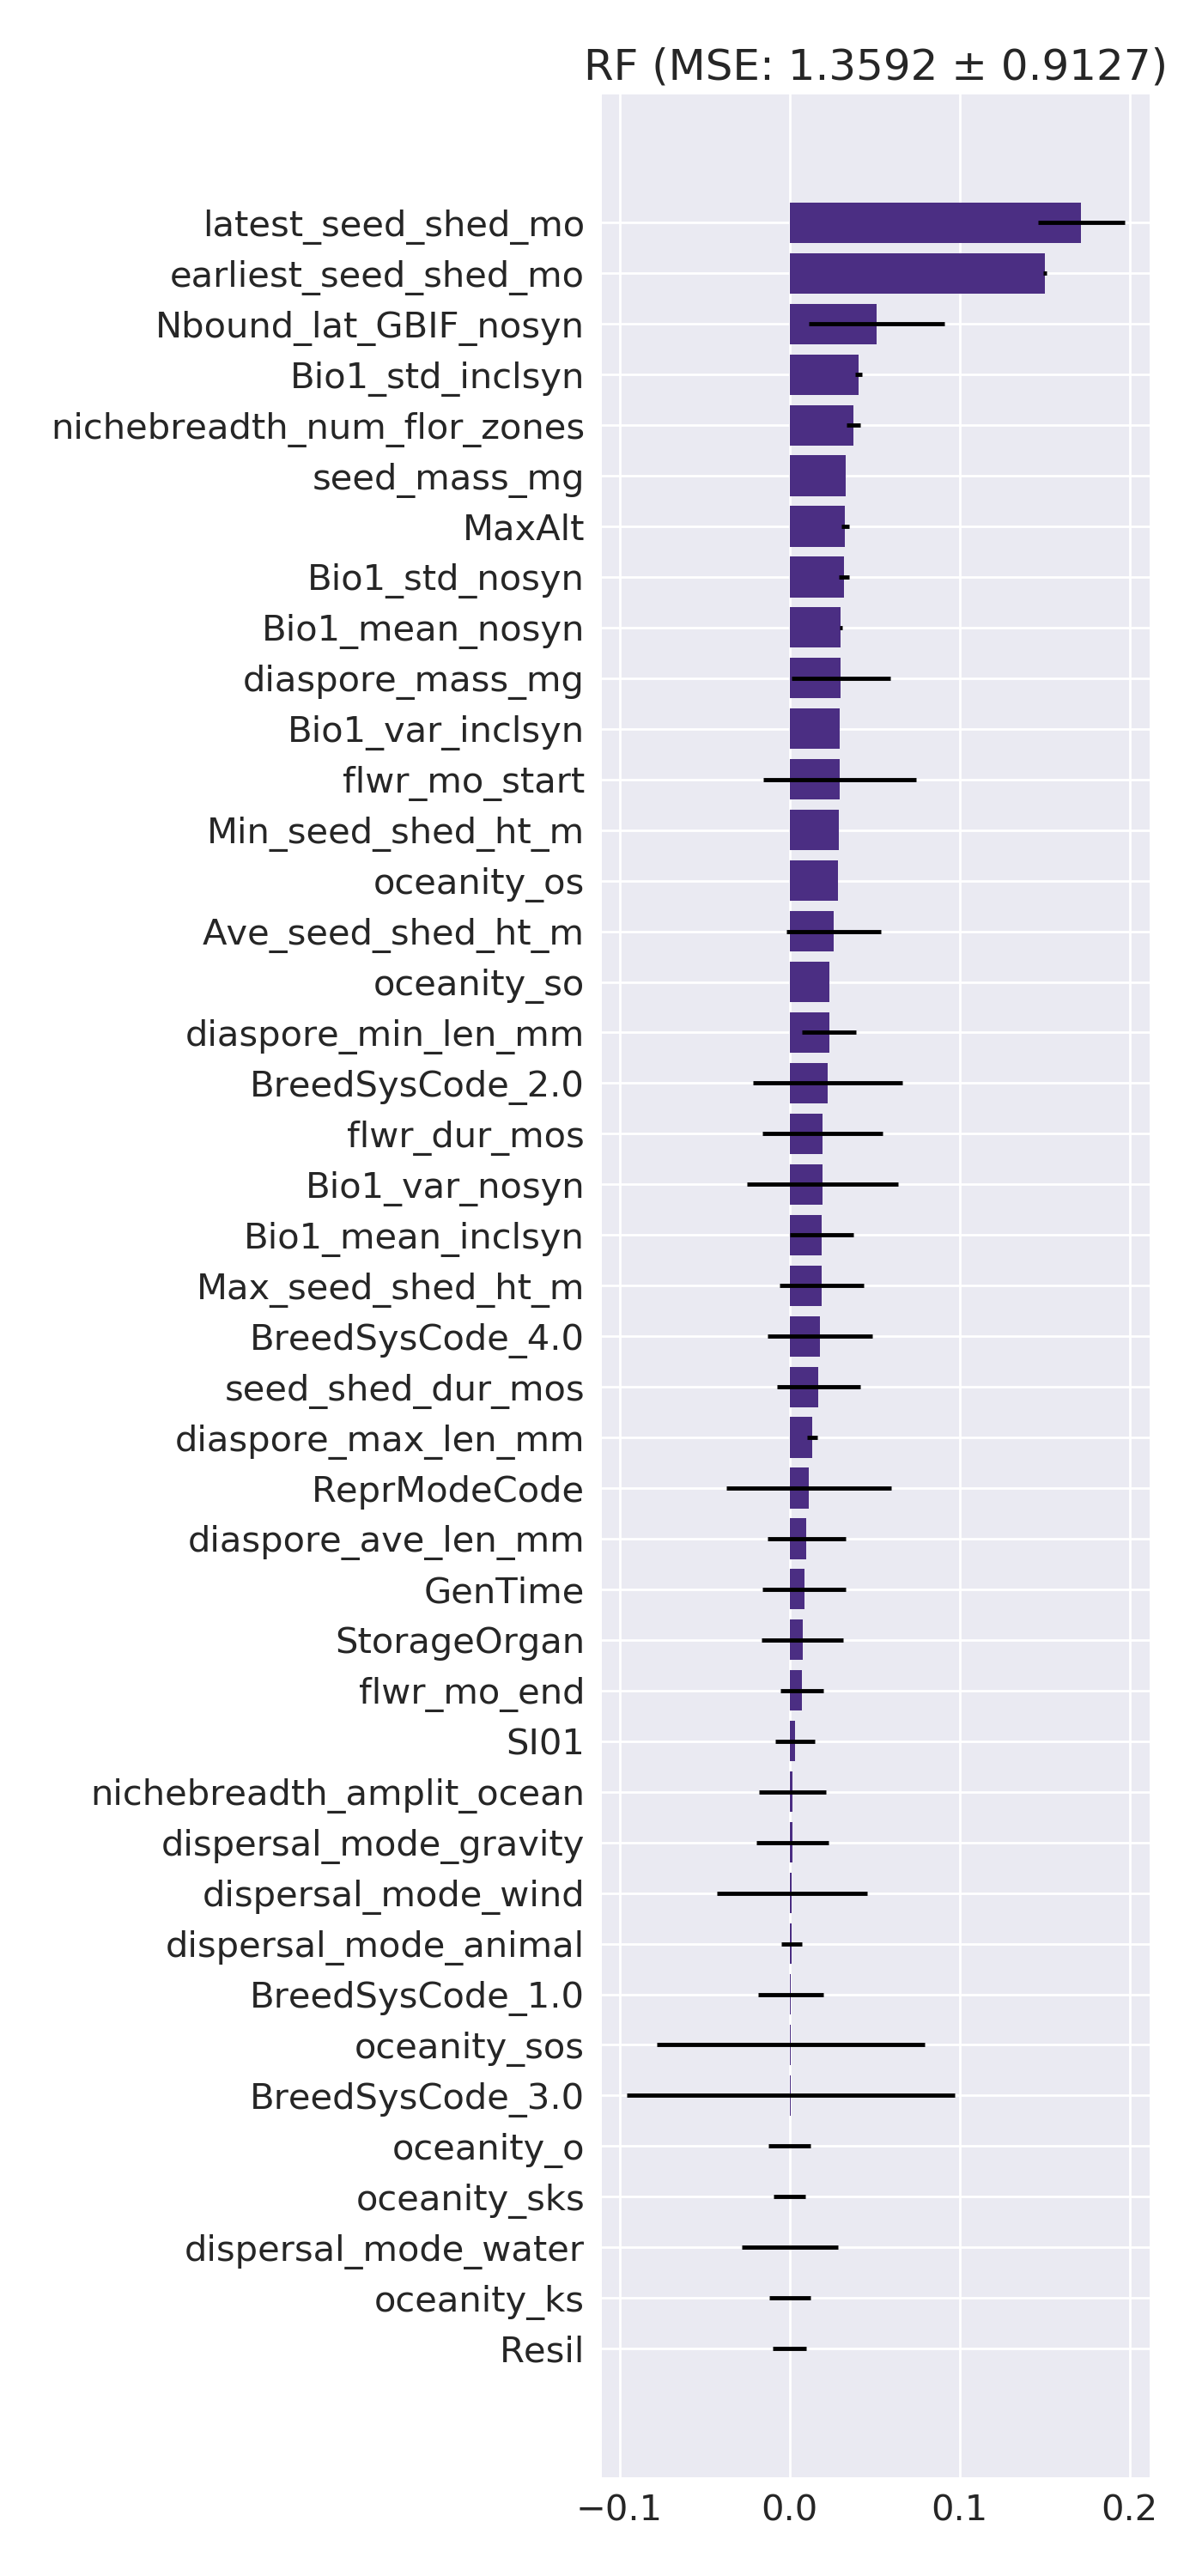 RF (MSE: 1.3592 ± 0.9127)
latest_seed_shed_mo
earliest_seed_shed_mo
Nbound_lat_GBIF_nosyn
Bio1_std_inclsyn
nichebreadth_num_flor_zones
seed_mass_mg
MaxAlt
Bio1_std_nosyn
Bio1_mean_nosyn
diaspore_mass_mg
Bio1_var_inclsyn
flwr_mo_start
Min_seed_shed_ht_m
oceanity_os
Ave_seed_shed_ht_m
oceanity_so
diaspore_min_len_mm
BreedSysCode_2.0
flwr_dur_mos
Bio1_var_nosyn
Bio1_mean_inclsyn
Max_seed_shed_ht_m
BreedSysCode_4.0
seed_shed_dur_mos
diaspore_max_len_mm
ReprModeCode
diaspore_ave_len_mm
GenTime
StorageOrgan
flwr_mo_end
SI01
nichebreadth_amplit_ocean
dispersal_mode_gravity
dispersal_mode_wind
dispersal_mode_animal
BreedSysCode_1.0
oceanity_sos
BreedSysCode_3.0
oceanity_o
oceanity_sks
dispersal_mode_water
oceanity_ks
Resil
−0.1 0.0 0.1 0.2